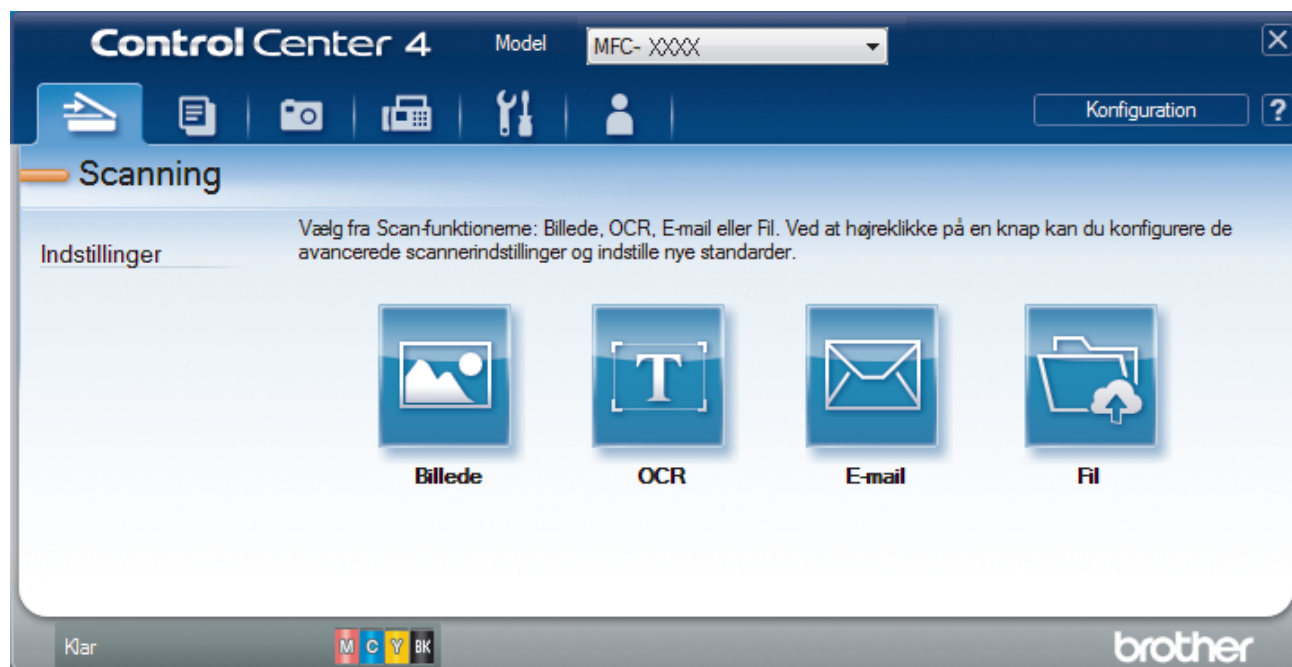 ControlCenter 4
Model
MFC- XXXX
Konfiguration
?
Scanning
Indstillinger
Vælg fra Scan-funktionerne: Billede, OCR, E-mail eller Fil. Ved at højreklikke på en knap kan du konfigurere de
avancerede scannerindstillinger og indstille nye standarder.
T
Billede
OCR
E-mail
Fil
Klar
M C Y BK
brother